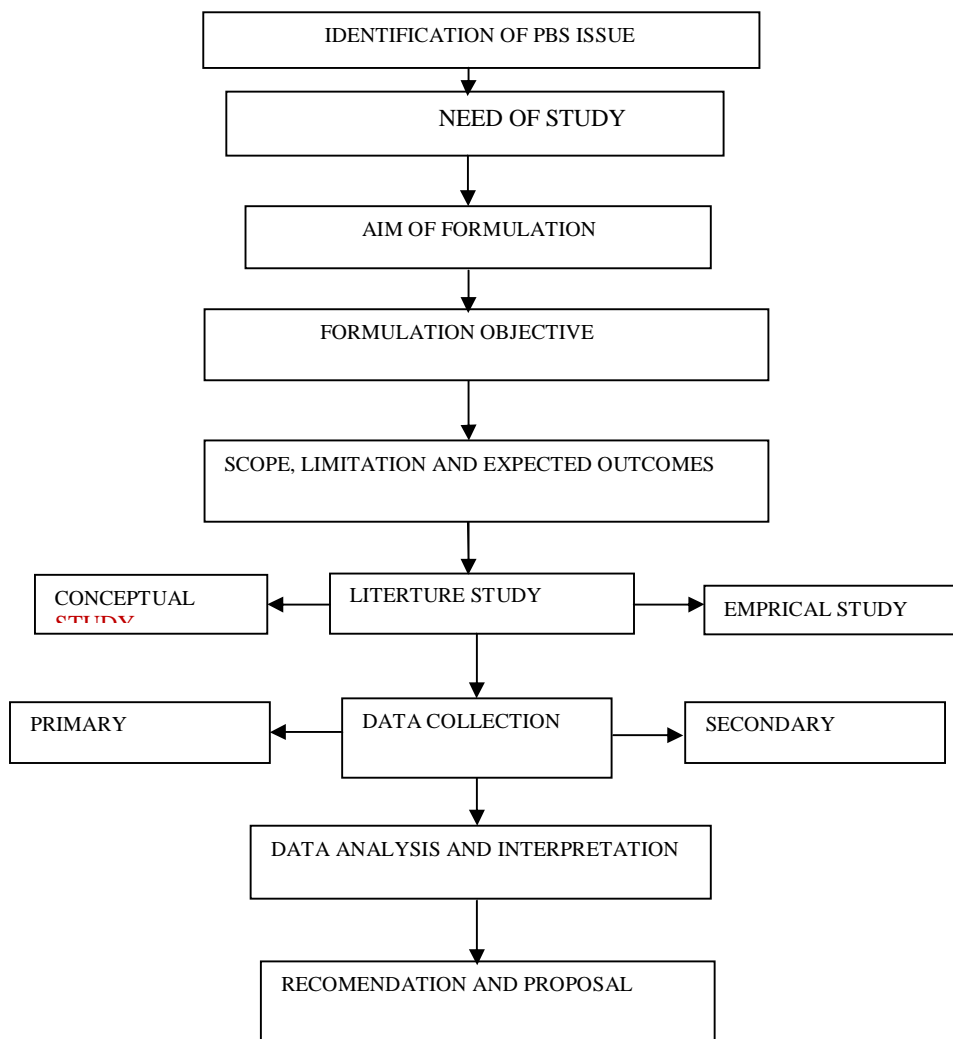 IDENTIFICATION OF PBS ISSUE
NEED OF STUDY
AIM OF FORMULATION
FORMULATION OBJECTIVE
SCOPE, LIMITATION AND EXPECTED OUTCOMES
CONCEPTUAL
STUDY
LITERTURE STUDY
EMPRICAL STUDY
PRIMARY
DATA COLLECTION
SECONDARY
DATA ANALYSIS AND INTERPRETATION
RECOMENDATION AND PROPOSAL